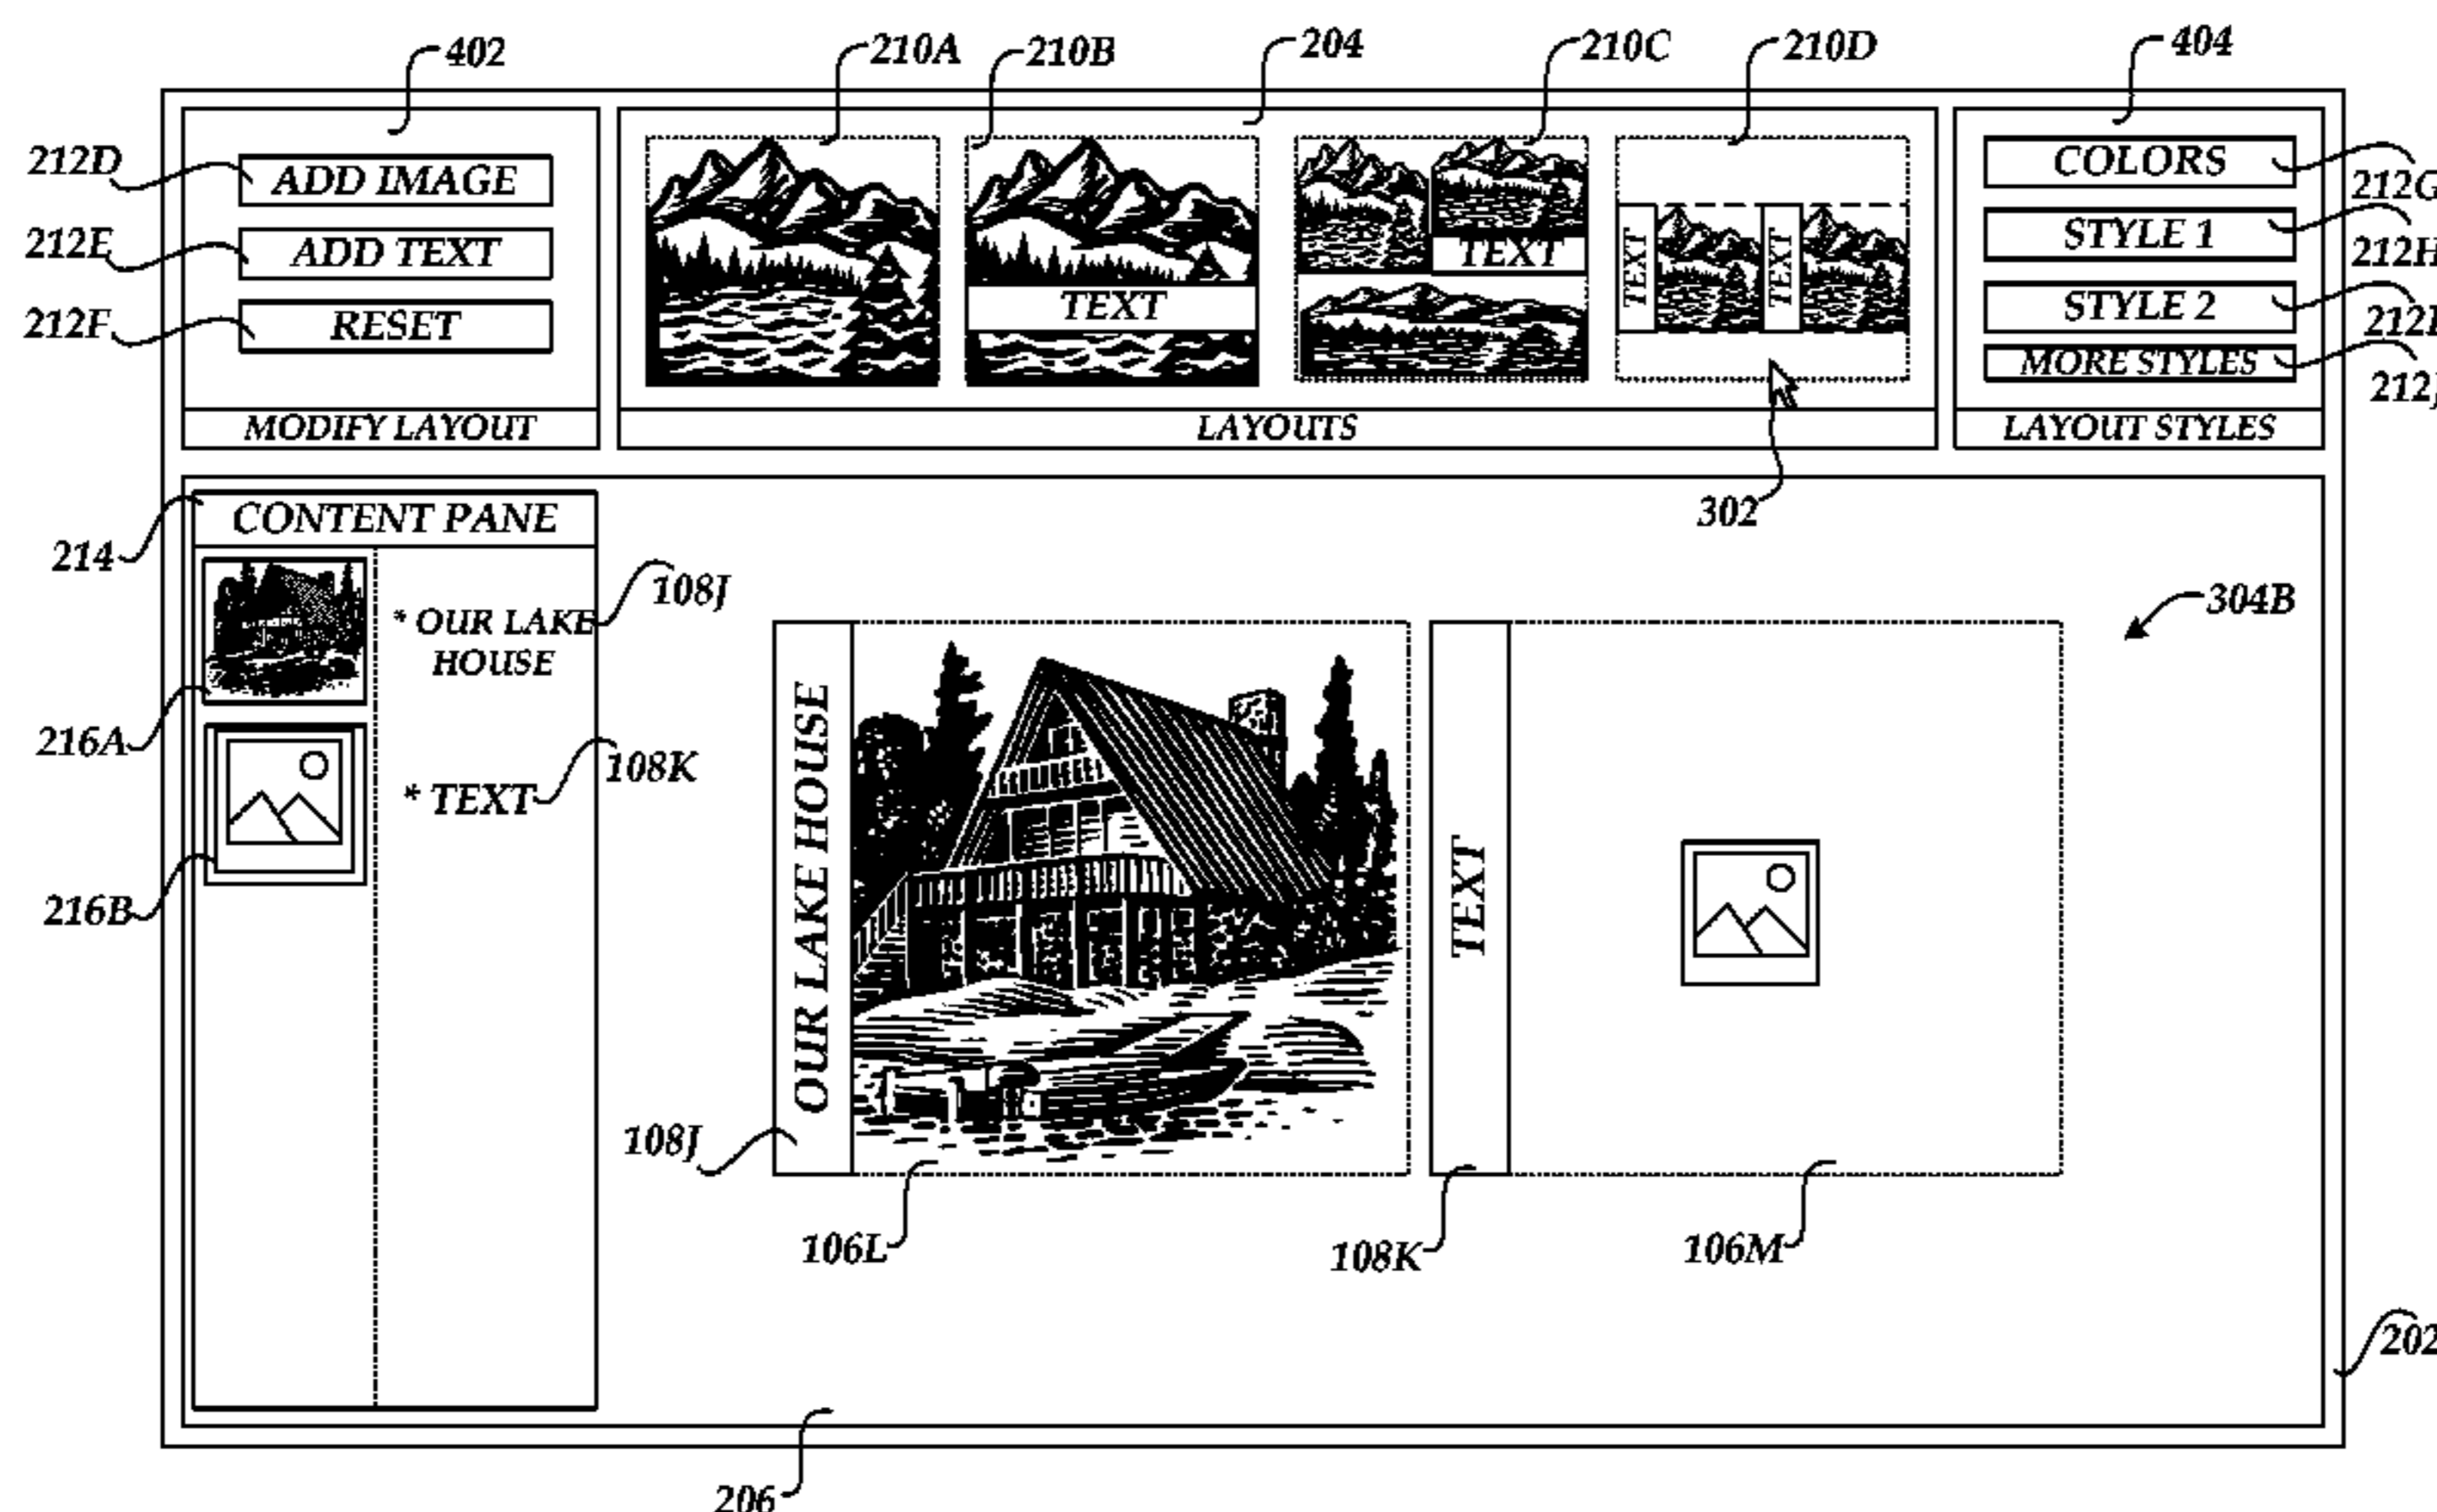 402
210A
210B
204
210C
210D
404
212D
ADD IMAGE
212E
ADD TEXT
212F
RESET
MODIFY LAYOUT
TEXT
TEXT
TEXT
TEXT
LAYOUTS
302
COLORS
212G
STYLE 1
212H
STYLE 2
MORE STYLES
LAYOUT STYLES
214
CONTENT PANE
108J
* OUR LAKE
HOUSE
216A
108K
* TEXT
216B
304B
OUR LAKE HOUSE
TEXT
108J
106L
108K
106M
202
206